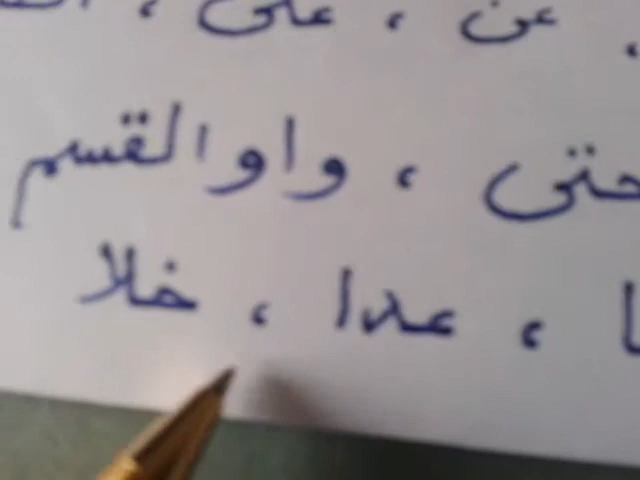 عن ، على ،
حتى ، واو القسم
، عدا ، خلا